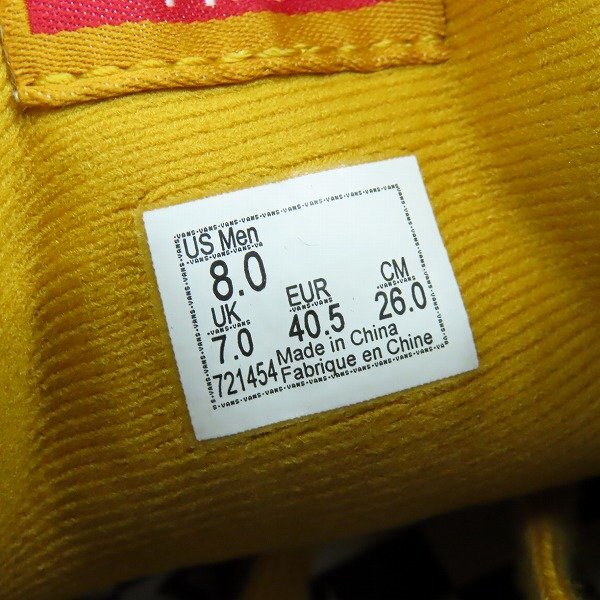 US Men
8.0
UK EUR CM
7.0 40.5 26.0
721454 Made in China
Fabrique en Chine